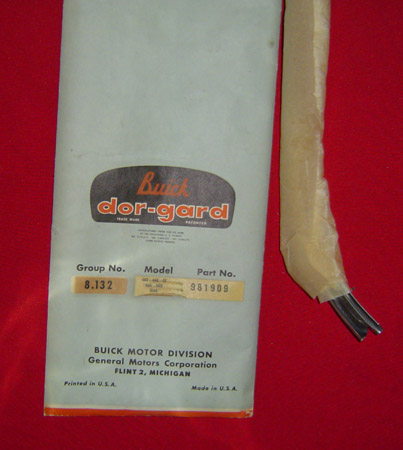 Buick
dor-gard
TRADE MARK PATENTED
Group No. Model Part No.
8.132 981909
BUICK MOTOR DIVISION
General Motors Corporation
FLINT 2, MICHIGAN
Printed in U.S.A. Made in U.S.A.